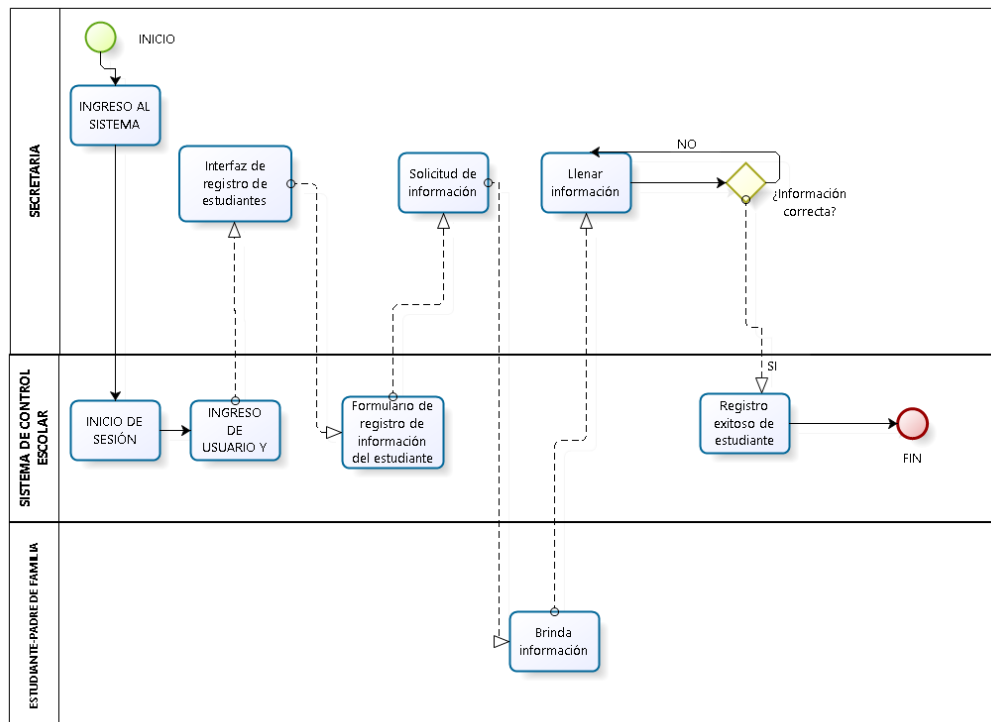 SECRETARIA
INICIO
INGRESO AL
SISTEMA
Interfaz de
registro de
estudiantes
Solicitud de
información
Llenar
información
NO
¿Información
correcta?
SISTEMA DE CONTROL
ESCOLAR
INICIO DE
SESIÓN
INGRESO
DE
USUARIO Y
Formulario de
registro de
información
del estudiante
SI
Registro
exitoso de
estudiante
FIN
ESTUDIANTE-PADRE DE FAMILIA
Brinda
información